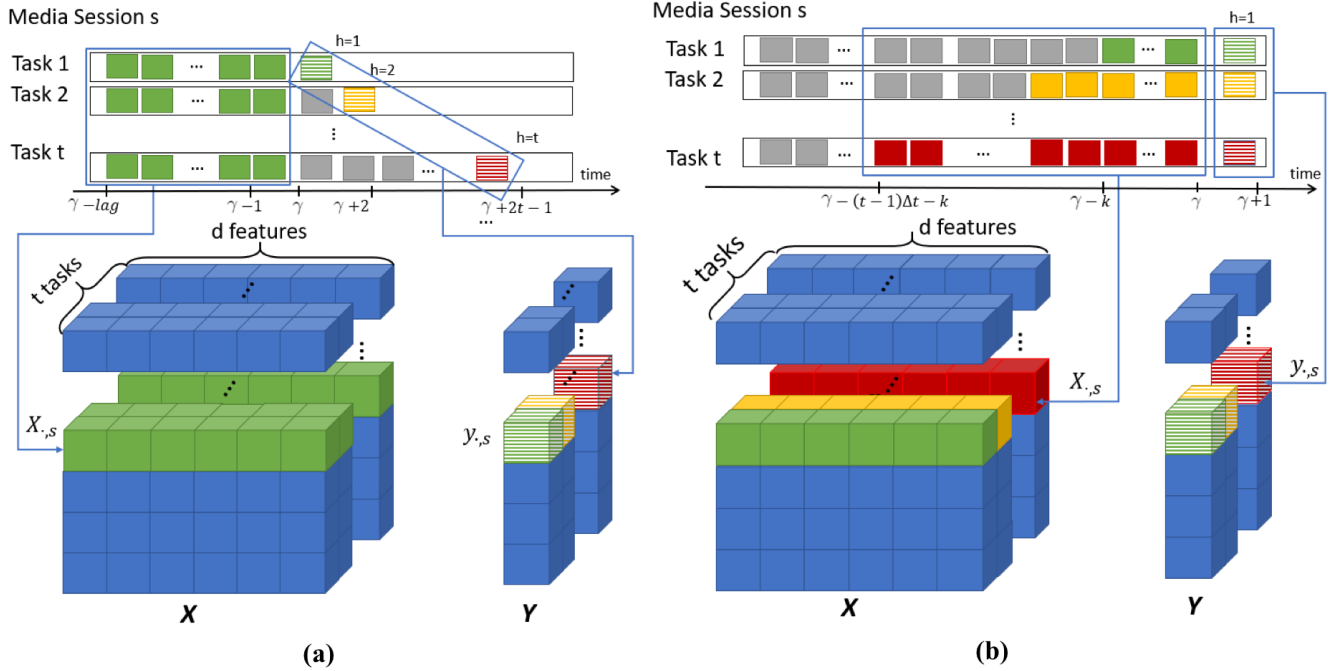 Media Session s
h=1
Task 1
...
h=2
Task 2
...
⋮
h=t
Task t
...
...
time
γ−lag
γ−1
γ
γ+2
γ+2t−1
...
d features
t tasks
X.,s
y.,s
X
Y
(a)
Media Session s
h=1
Task 1
...
...
Task 2
...
...
⋮
Task t
...
...
...
time
γ−(t−1)Δt−k
γ−k
γ
γ+1
d features
t tasks
X.,s
y.,s
X
Y
(b)